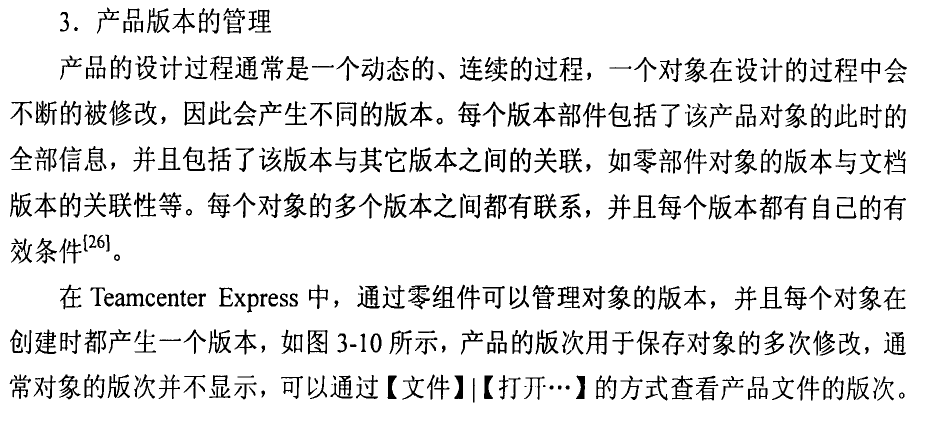 3．产品版本的管理
产品的设计过程通常是一个动态的、连续的过程，一个对象在设计的过程中会
不断的被修改，因此会产生不同的版本。每个版本部件包括了该产品对象的此时的
全部信息，并且包括了该版本与其它版本之间的关联，如零部件对象的版本与文档
版本的关联性等。每个对象的多个版本之间都有联系，并且每个版本都有自己的有
效条件[26]。
在 Teamcenter Express 中，通过零组件可以管理对象的版本，并且每个对象在
创建时都产生一个版本，如图 3-10 所示，产品的版次用于保存对象的多次修改，通
常对象的版次并不显示，可以通过【文件】|【打开…】的方式查看产品文件的版次。